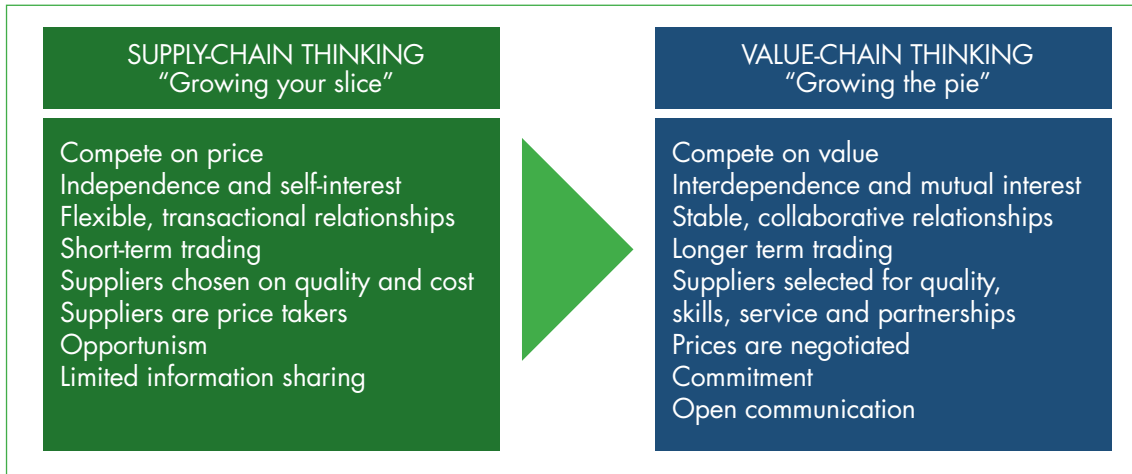 SUPPLY-CHAIN THINKING
“Growing your slice”
Compete on price
Independence and self-interest
Flexible, transactional relationships
Short-term trading
Suppliers chosen on quality and cost
Suppliers are price takers
Opportunism
Limited information sharing
VALUE-CHAIN THINKING
“Growing the pie”
Compete on value
Interdependence and mutual interest
Stable, collaborative relationships
Longer term trading
Suppliers selected for quality,
skills, service and partnerships
Prices are negotiated
Commitment
Open communication